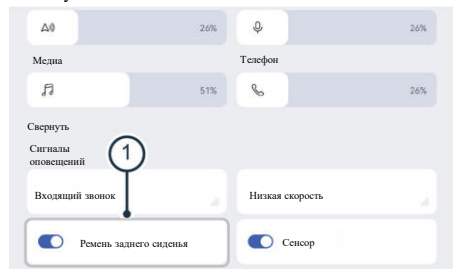 26% 26%
Медиа Телефон
51% 26%
Свернуть
Сигналы
оповещений
1
Входящий звонок Низкая скорость
Ремень заднего сиденья Сенсор